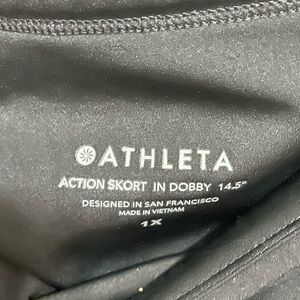 ATHLETA
ACTION SKORT IN DOBBY 14.5"
DESIGNED IN SAN FRANCISCO
MADE IN VIETNAM
1X